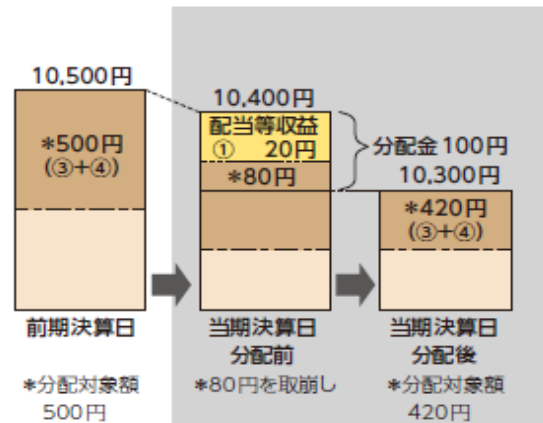 10,500円
*500円
(③+④)
前期決算日
*分配対象額
500円
10,400円
配当等収益
① 20円
*80円
分配金100円
当期決算日
分配前
*80円を取崩し
10,300円
*420円
(③+④)
当期決算日
分配後
*分配対象額
420円